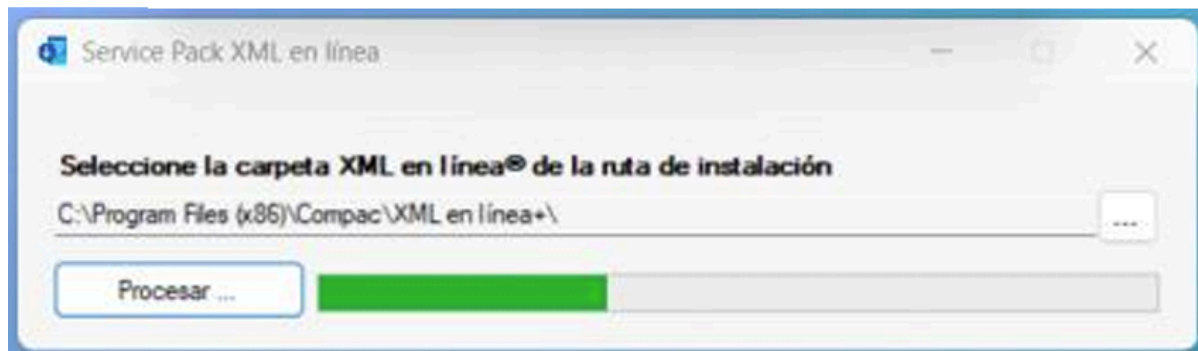 Service Pack XML en línea
Seleccione la carpeta XML en línea® de la ruta de instalación
C:\Program Files (x86)\Compac\XML en línea+\
...
Procesar ...